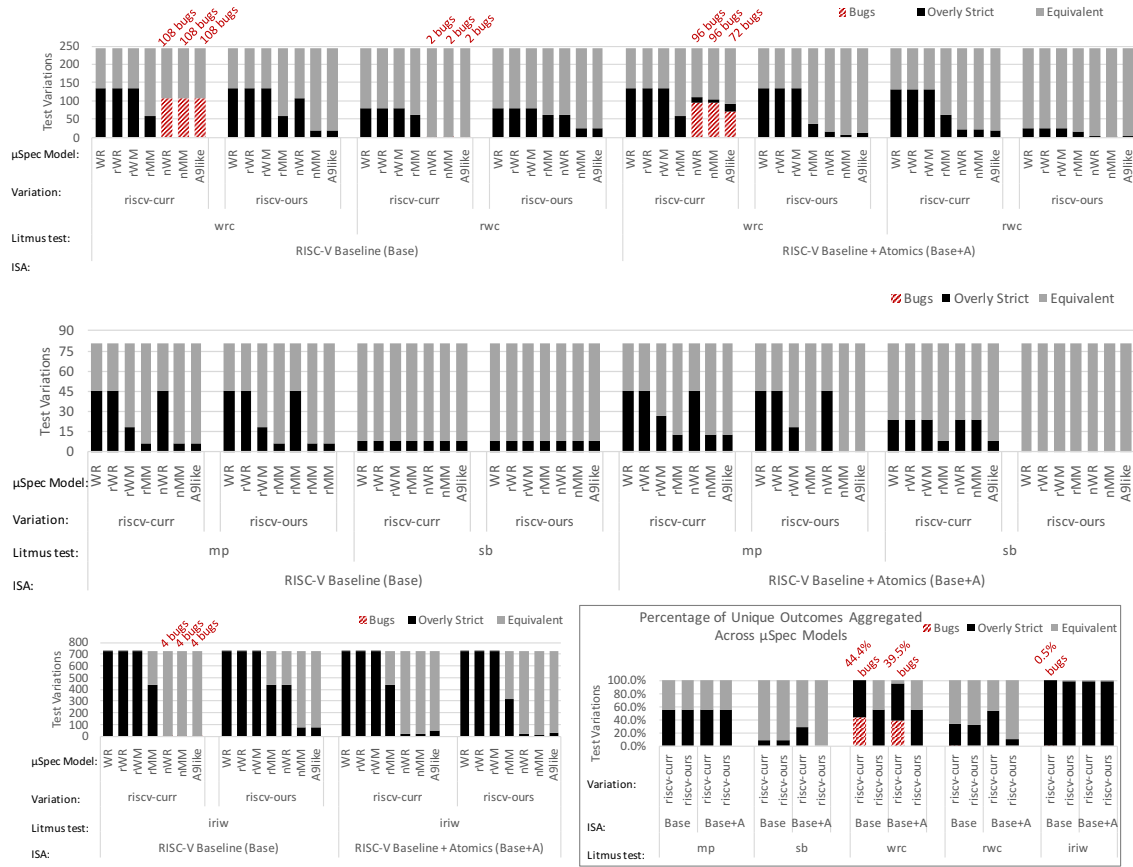 108 bugs 108 bugs 108 bugs 2 bugs 2 bugs 2 bugs 96 bugs 96 bugs 72 bugs
Bugs Overly Strict Equivalent
Test Variations
250
200
150
100
50
0
µSpec Model: WR rWR rWM rMM nWR nMM A9like WR rWR rWM rMM nWR nMM A9like WR rWR rWM rMM nWR nMM A9like WR rWR rWM rMM nWR nMM A9like WR rWR rWM rMM nWR nMM A9like WR rWR rWM rMM nWR nMM A9like WR rWR rWM rMM nWR nMM A9like WR rWR rWM rMM nWR nMM A9like
Variation: riscv-curr riscv-ours riscv-curr riscv-ours riscv-curr riscv-ours riscv-curr riscv-ours
Litmus test: wrc rwc wrc rwc
ISA: RISC-V Baseline (Base) RISC-V Baseline + Atomics (Base+A)
Bugs Overly Strict Equivalent
Test Variations
90
75
60
45
30
15
0
µSpec Model: WR rWR rWM rMM nWR nMM A9like WR rWR rWM rMM rMM nMM rMM WR rWR rWM rMM nWR nMM A9like WR rWR rWM rMM nWR nMM A9like WR rWR rWM rMM nWR nMM A9like WR rWR rWM rMM nWR nMM A9like WR rWR rWM rMM nWR nMM A9like WR rWR rWM rMM nWR nMM A9like
Variation: riscv-curr riscv-ours riscv-curr riscv-ours riscv-curr riscv-ours riscv-curr riscv-ours
Litmus test: mp sb mp sb
ISA: RISC-V Baseline (Base) RISC-V Baseline + Atomics (Base+A)
4 bugs 4 bugs 4 bugs
Bugs Overly Strict Equivalent
Test Variations
800
700
600
500
400
300
200
100
0
µSpec Model: WR rWR rWM rMM nWR nMM A9like WR rWR rWM rMM nWR nMM A9like WR rWR rWM rMM nWR nMM A9like WR rWR rWM rMM nWR nMM A9like
Variation: riscv-curr riscv-ours riscv-curr riscv-ours
Litmus test: iriw iriw
ISA: RISC-V Baseline (Base) RISC-V Baseline + Atomics (Base+A)
Percentage of Unique Outcomes Aggregated
Across µSpec Models
Bugs Overly Strict Equivalent
44.4% bugs 39.5% bugs 0.5% bugs
Test Variations
100.0%
80.0%
60.0%
40.0%
20.0%
0.0%
Variation: riscv-curr riscv-ours riscv-curr riscv-ours riscv-curr riscv-ours riscv-curr riscv-ours riscv-curr riscv-ours riscv-curr riscv-ours riscv-curr riscv-ours riscv-curr riscv-ours riscv-curr riscv-ours riscv-curr riscv-ours
ISA: Base Base+A Base Base+A Base Base+A Base Base+A Base Base+A
Litmus test: mp sb wrc rwc iriw